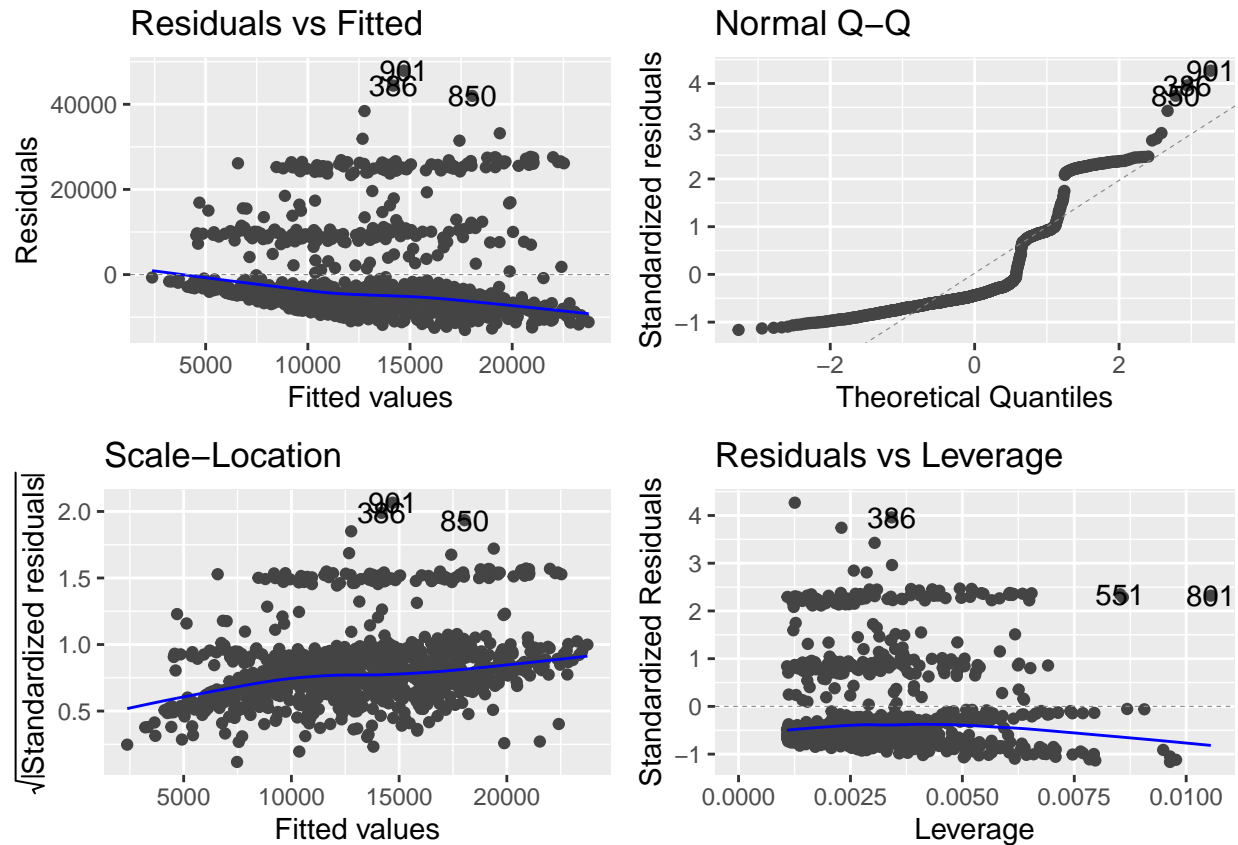 Residuals vs Fitted
Residuals
40000
20000
0
901
386
850
5000 10000 15000 20000
Fitted values
Normal Q−Q
Standardized residuals
4
3
2
1
0
−1
901
386
850
−2 0 2
Theoretical Quantiles
Scale−Location
√|Standardized residuals|
2.0
1.5
1.0
0.5
901
386
850
5000 10000 15000 20000
Fitted values
Residuals vs Leverage
Standardized Residuals
4
3
2
1
0
−1
386
551
801
0.0000 0.0025 0.0050 0.0075 0.0100
Leverage